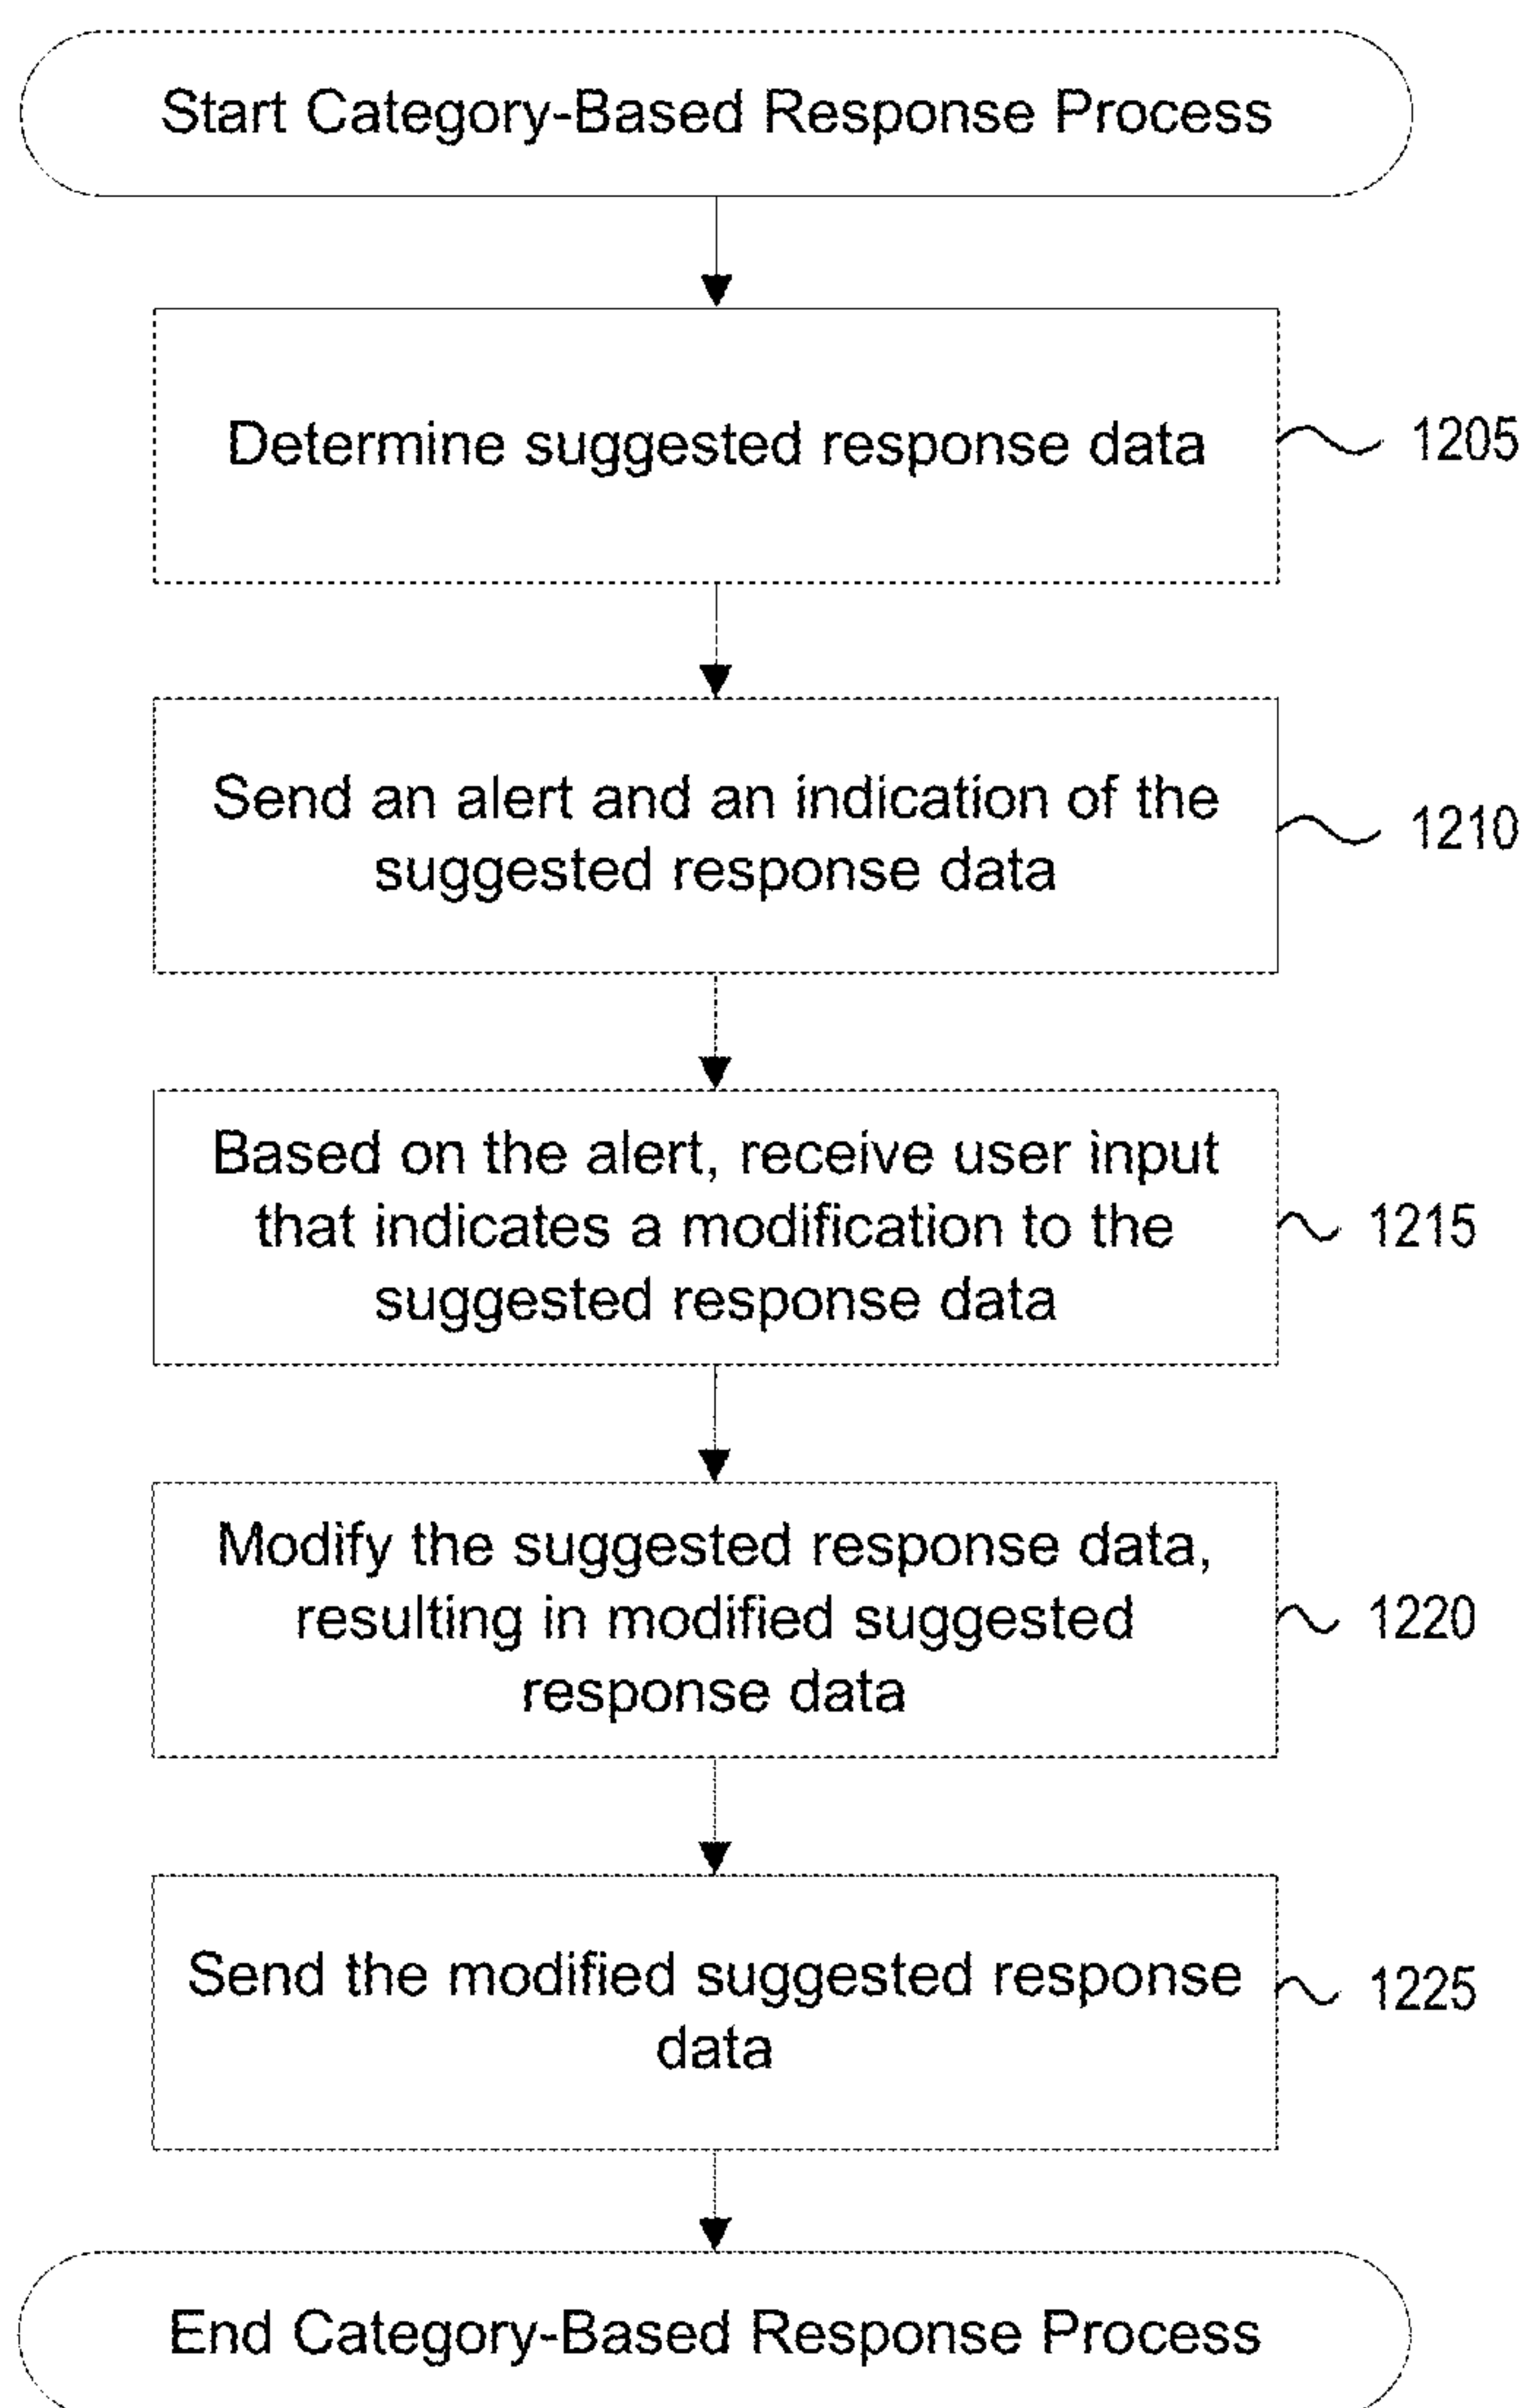 Start Category-Based Response Process
Determine suggested response data
1205
Send an alert and an indication of the
suggested response data
1210
Based on the alert, receive user input
that indicates a modification to the
suggested response data
1215
Modify the suggested response data,
resulting in modified suggested
response data
1220
Send the modified suggested response
data
1225
End Category-Based Response Process